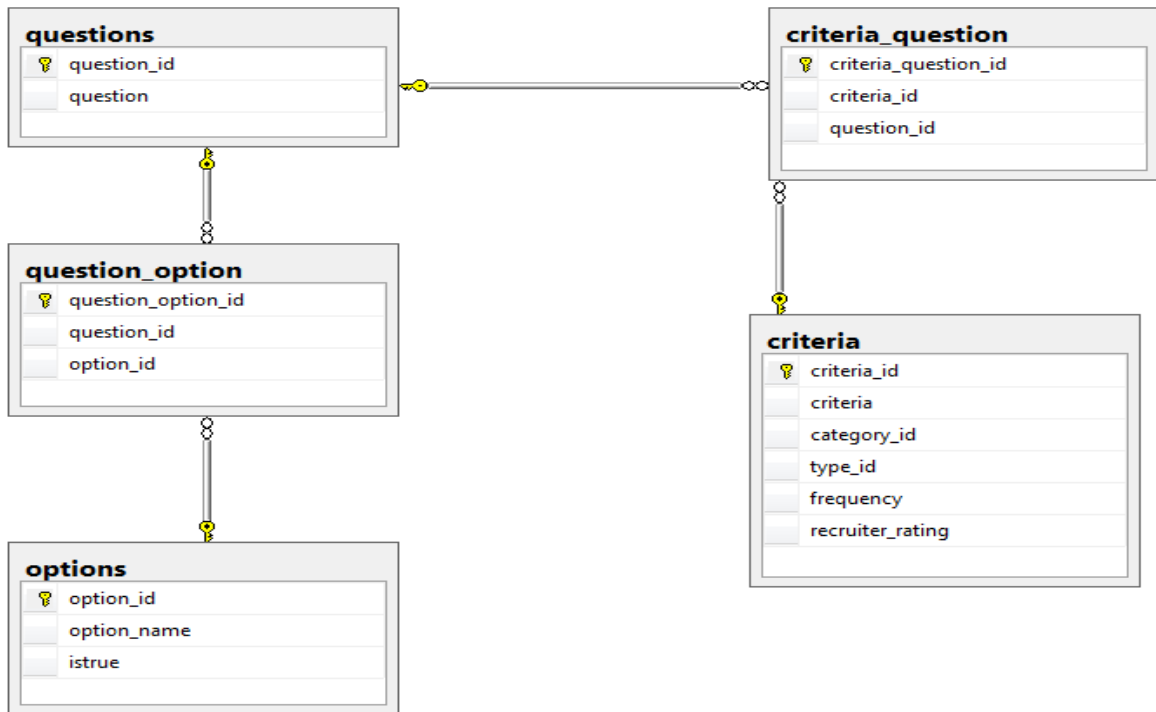 questions
question_id
question
criteria_question
criteria_question_id
criteria_id
question_id
question_option
question_option_id
question_id
option_id
criteria
criteria_id
criteria
category_id
type_id
frequency
recruiter_rating
options
option_id
option_name
istrue